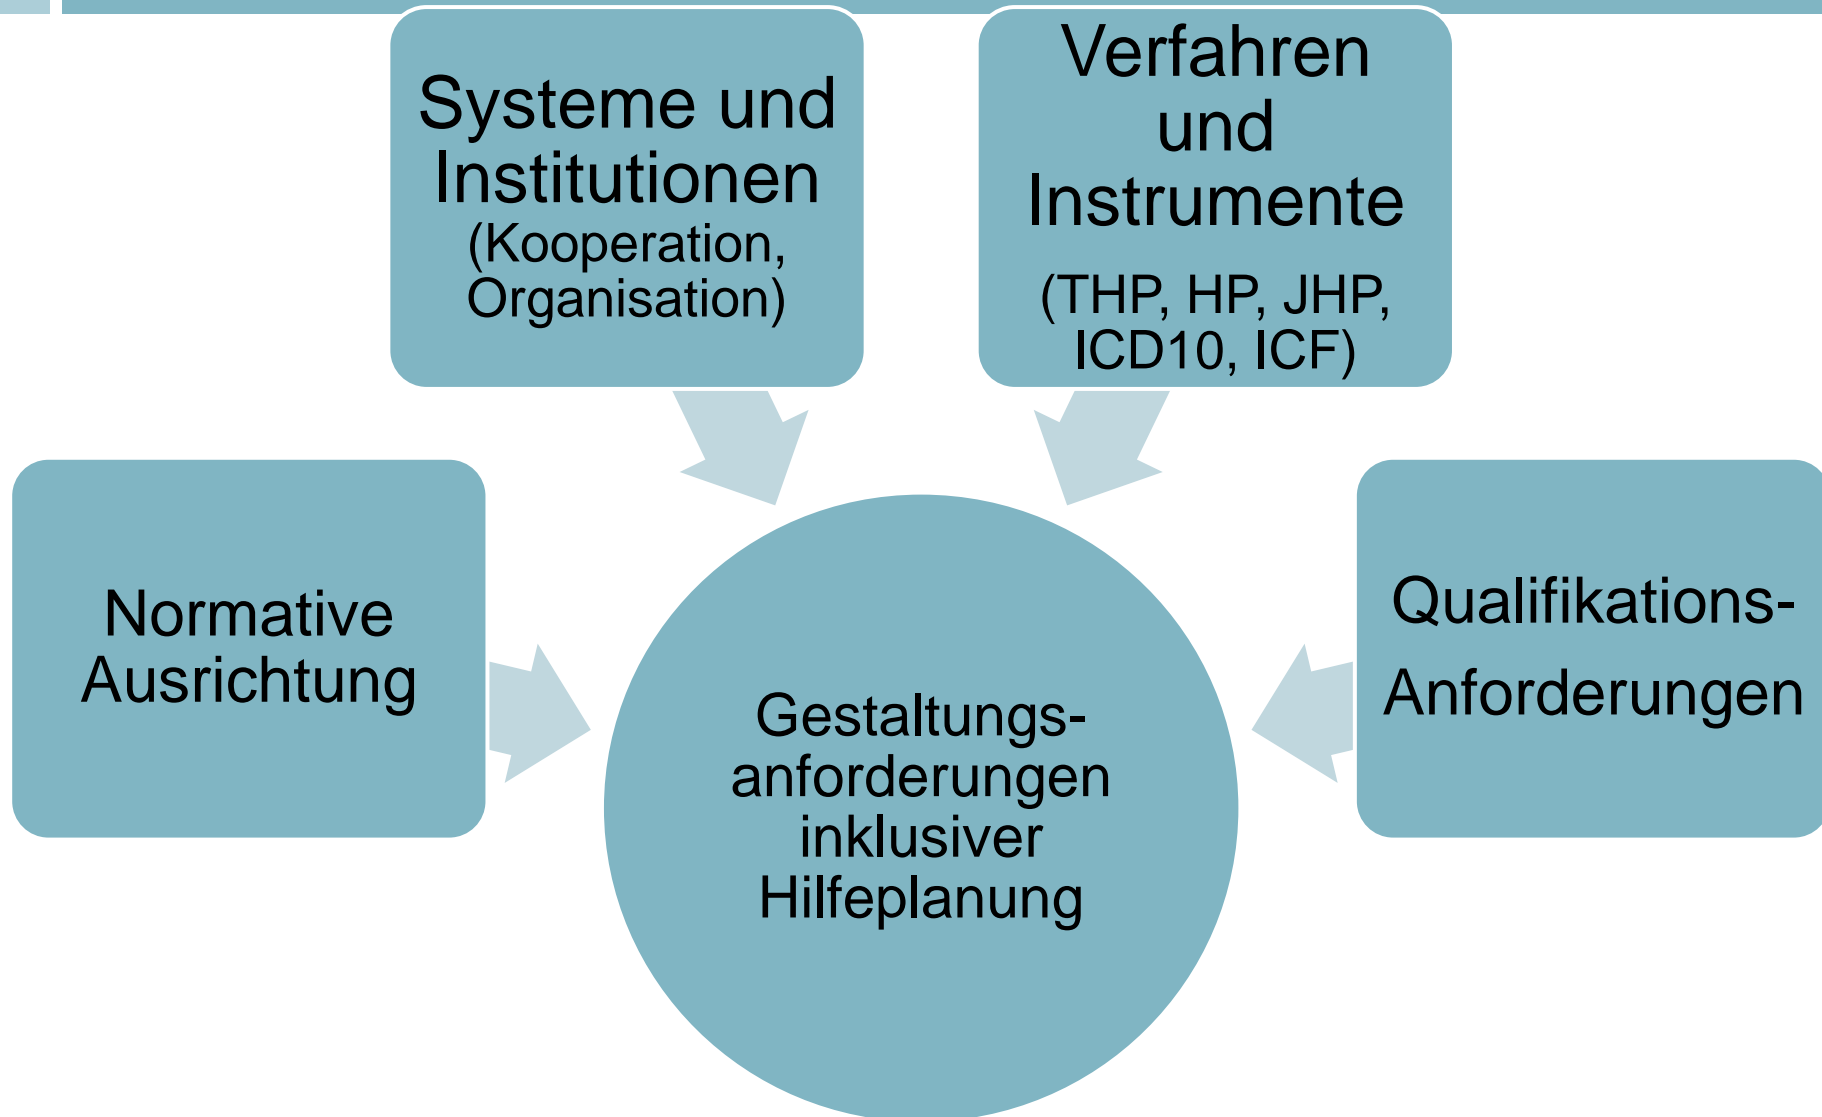 Systeme und
Institutionen
(Kooperation,
Organisation)
Verfahren
und
Instrumente
(THP, HP, JHP,
ICD10, ICF)
Normative
Ausrichtung
Gestaltungs-
anforderungen
inklusiver
Hilfeplanung
Qualifikations-
Anforderungen